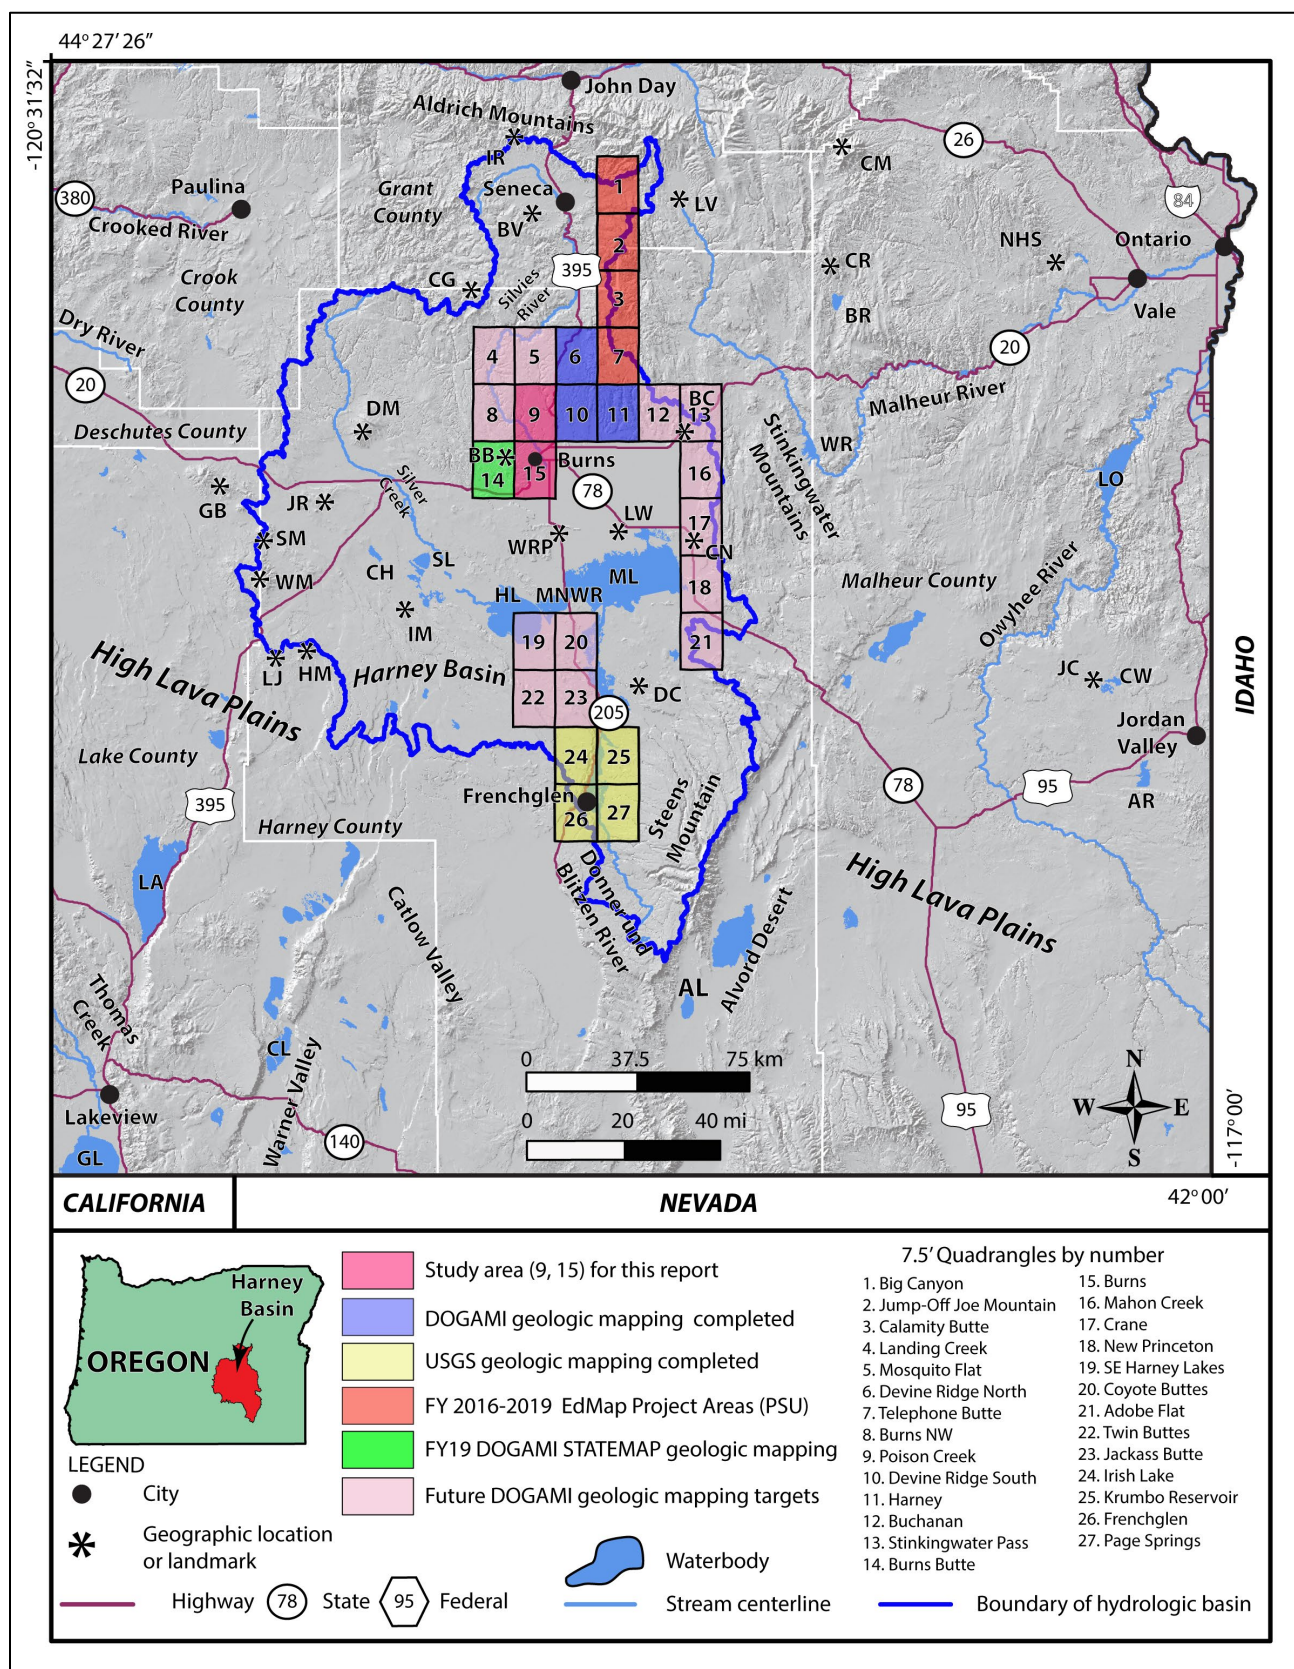 44° 27′ 26″
-120° 31′ 32″
John Day
Aldrich Mountains
IR
26
CM
Paulina
380
Crooked River
Grant
County
Seneca
BV
1
LV
84
2
NHS
Ontario
CR
395
Crook
County
CG
Silvies
River
3
BR
Vale
Dry River
20
4
5
6
7
20
Malheur River
DM
8
9
10
11
12
BC
13
Deschutes County
Stinkingwater
Mountains
WR
BB
14
15
Burns
16
LO
GB
JR
Silver
Creek
78
LW
17
SM
WRP
CN
SL
CH
WM
ML
18
Malheur County
Owyhee River
HL
MNWR
IM
19
20
21
LJ
HM
Harney Basin
High Lava Plains
22
23
DC
205
JC
CW
IDAHO
Jordan
Valley
Lake County
24
25
395
Frenchglen
26
27
Steens
Mountain
78
95
AR
Harney County
LA
Donner und
Blitzen River
Catlow Valley
High Lava Plains
Alvord Desert
AL
Thomas
Creek
CL
Warner Valley
0 37.5 75 km
0 20 40 mi
N
W E
S
95
Lakeview
GL
140
-117° 00′
42° 00′
CALIFORNIA
NEVADA
Harney
Basin
OREGON
LEGEND
City
Geographic location
or landmark
Study area (9, 15) for this report
DOGAMI geologic mapping completed
USGS geologic mapping completed
FY 2016-2019 EdMap Project Areas (PSU)
FY19 DOGAMI STATEMAP geologic mapping
Future DOGAMI geologic mapping targets
Waterbody
Highway 78 State 95 Federal
Stream centerline
Boundary of hydrologic basin
7.5′ Quadrangles by number
1. Big Canyon
2. Jump-Off Joe Mountain
3. Calamity Butte
4. Landing Creek
5. Mosquito Flat
6. Devine Ridge North
7. Telephone Butte
8. Burns NW
9. Poison Creek
10. Devine Ridge South
11. Harney
12. Buchanan
13. Stinkingwater Pass
14. Burns Butte
15. Burns
16. Mahon Creek
17. Crane
18. New Princeton
19. SE Harney Lakes
20. Coyote Buttes
21. Adobe Flat
22. Twin Buttes
23. Jackass Butte
24. Irish Lake
25. Krumbo Reservoir
26. Frenchglen
27. Page Springs